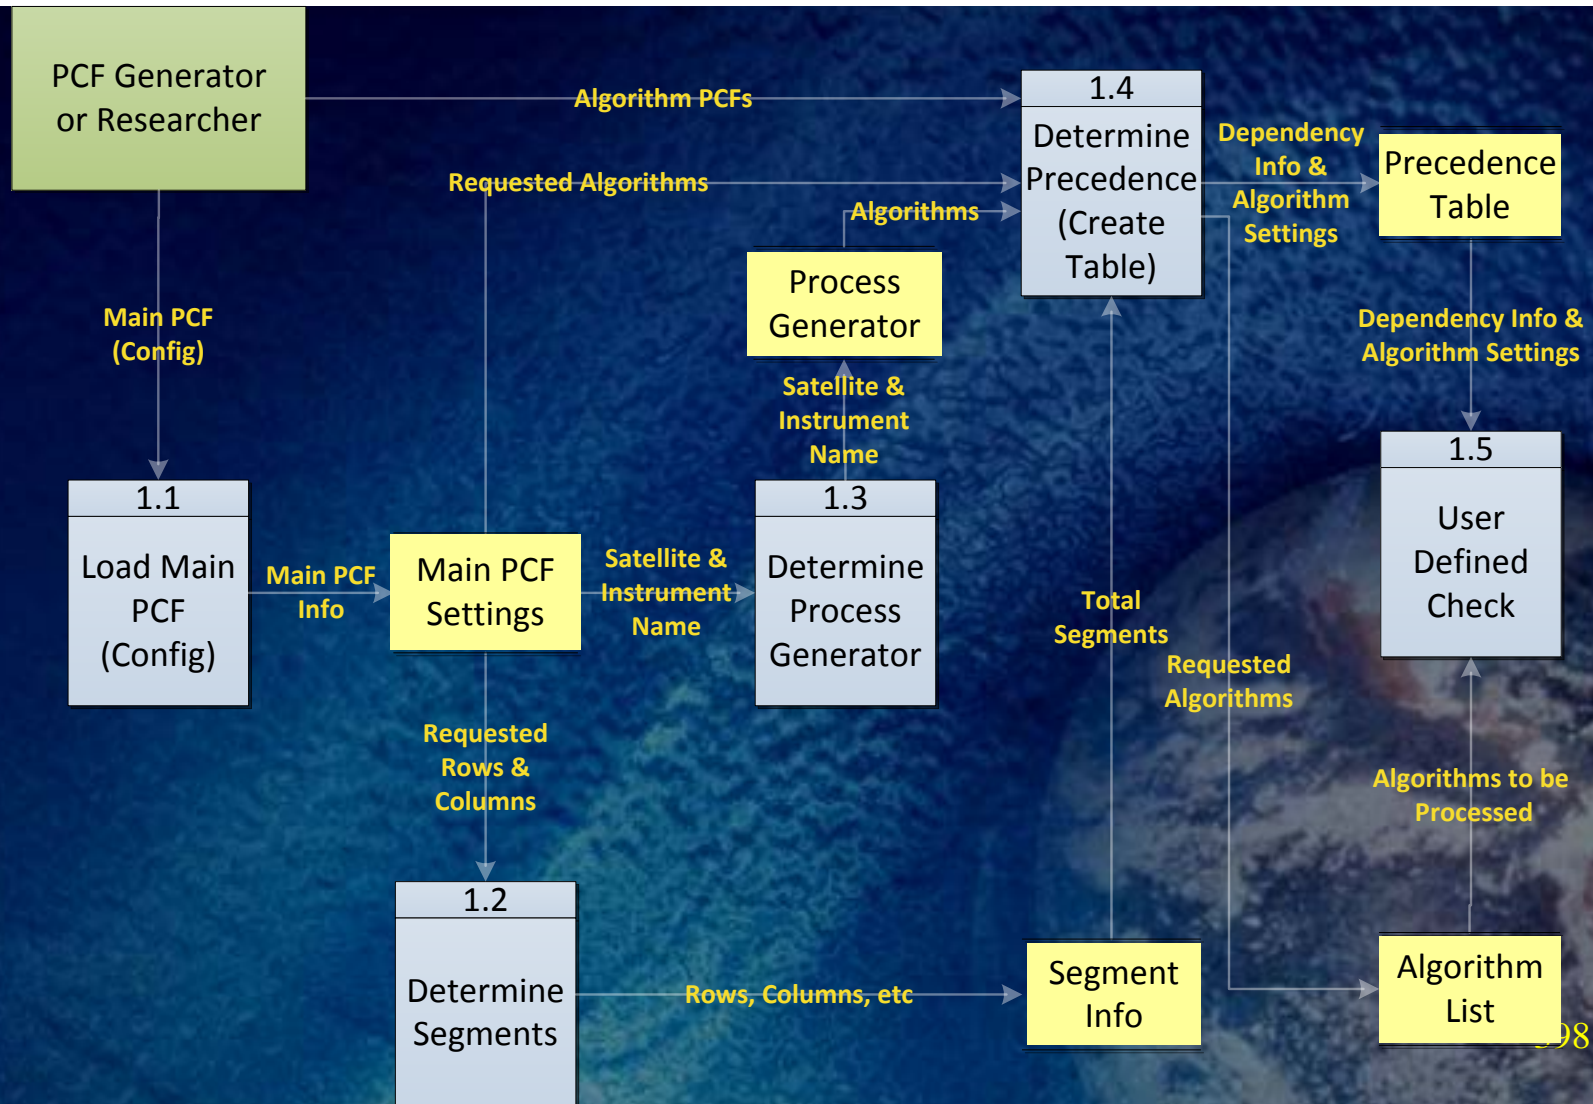 PCF Generator
or Researcher
Algorithm PCFs
1.4
Determine
Precedence
(Create
Table)
Dependency
Info &
Algorithm
Settings
Precedence
Table
Requested Algorithms
Algorithms
Process
Generator
Main PCF
(Config)
Dependency Info &
Algorithm Settings
Satellite &
Instrument
Name
1.1
Load Main
PCF
(Config)
Main PCF
Info
Main PCF
Settings
Satellite &
Instrument
Name
1.3
Determine
Process
Generator
1.5
User
Defined
Check
Total
Segments
Requested
Algorithms
Requested
Rows &
Columns
Algorithms to be
Processed
1.2
Determine
Segments
Rows, Columns, etc
Segment
Info
Algorithm
List